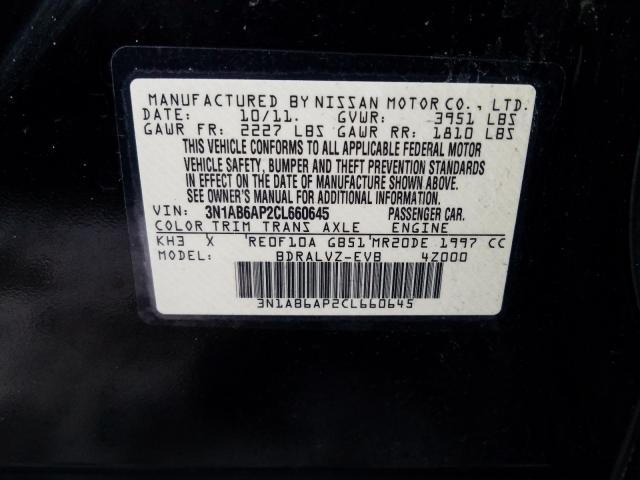 MANUFACTURED BY NISSAN MOTOR CO., LTD.
DATE: 10/11. GVWR: 3951 LBS
GAWR FR: 2227 LBS GAWR RR: 1810 LBS
THIS VEHICLE CONFORMS TO ALL APPLICABLE FEDERAL MOTOR
VEHICLE SAFETY, BUMPER AND THEFT PREVENTION STANDARDS
IN EFFECT ON THE DATE OF MANUFACTURE SHOWN ABOVE.
SEE OWNER'S MANUAL FOR ADDITIONAL INFORMATION.
VIN: 3N1AB6AP2CL660645 PASSENGER CAR.
COLOR TRIM TRANS AXLE ENGINE
KH3 X 'RE0F10A GB51'MR20DE 1997 CC
MODEL: BDRALVZ-EVB 4Z000
3N1AB6AP2CL660645